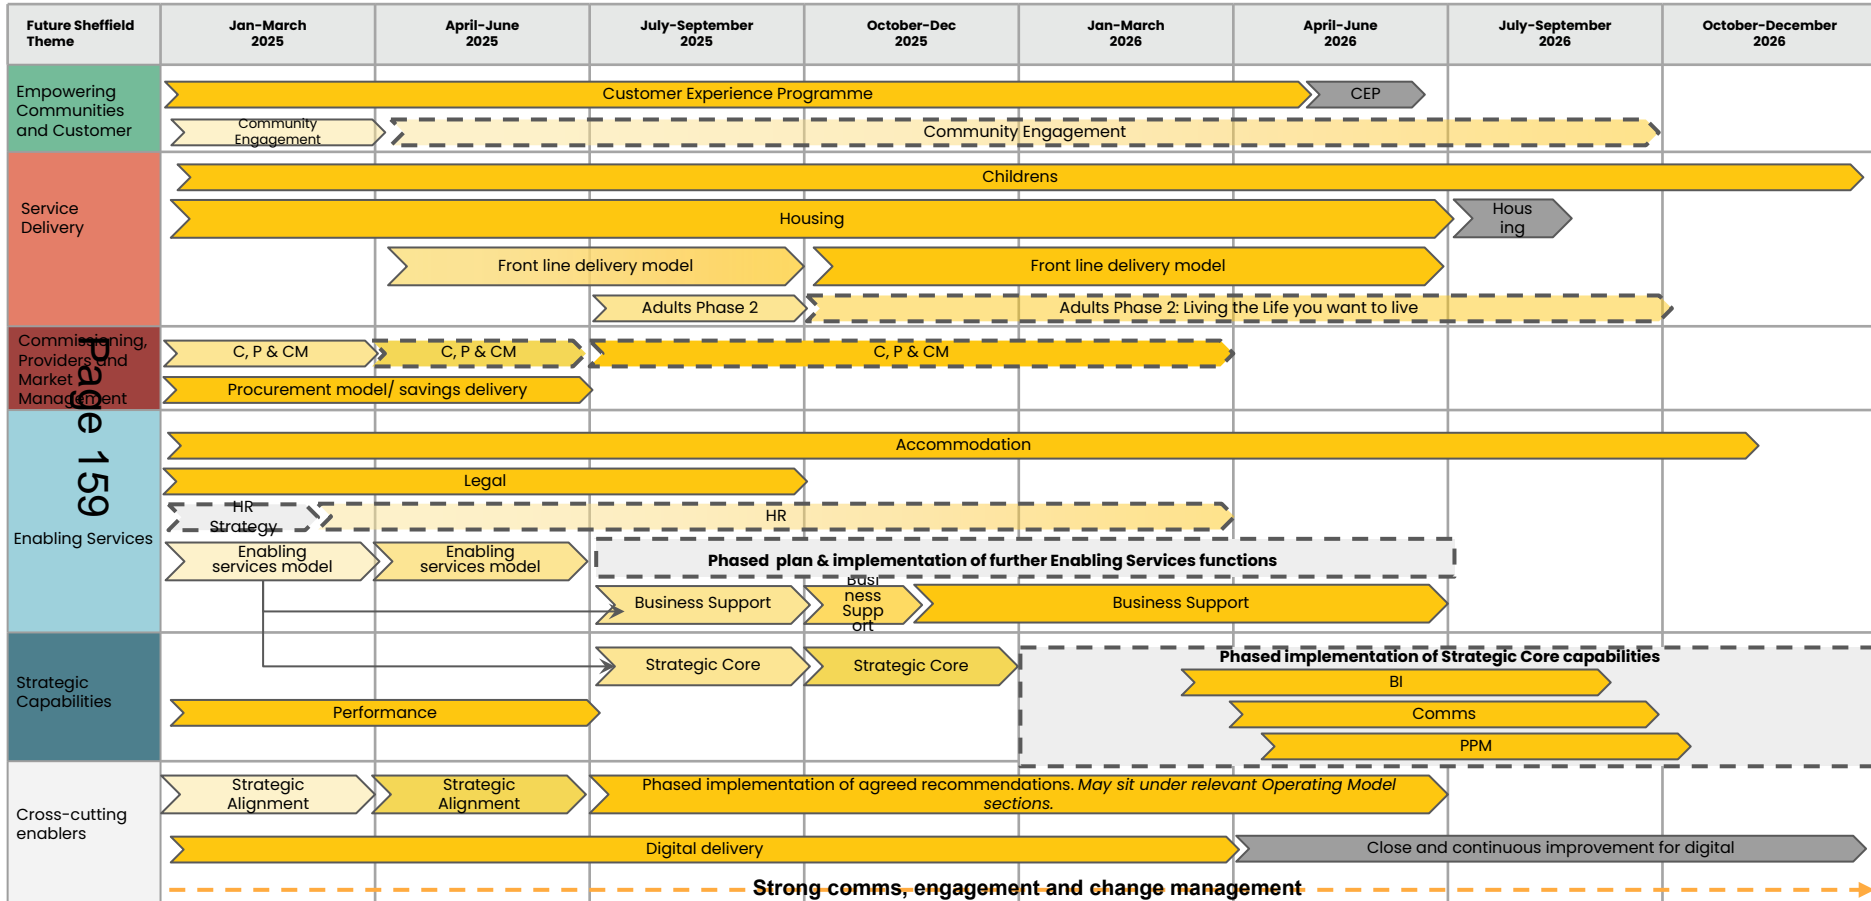 Future Sheffield
Theme
Jan-March
2025
April-June
2025
July-September
2025
October-Dec
2025
Jan-March
2026
April-June
2026
July-September
2026
October-December
2026
Empowering
Communities
and Customer
Customer Experience Programme
CEP
Community
Engagement
Community Engagement
Service
Delivery
Childrens
Housing
Hous
ing
Front line delivery model
Front line delivery model
Adults Phase 2
Adults Phase 2: Living the Life you want to live
Commissioning,
Providers and
Market
Management
C, P & CM
C, P & CM
C, P & CM
Procurement model/ savings delivery
Page 159
Enabling Services
Accommodation
Legal
HR
Strategy
HR
Enabling
services model
Enabling
services model
Phased plan & implementation of further Enabling Services functions
Business Support
Busi
ness
Supp
ort
Business Support
Strategic
Capabilities
Strategic Core
Strategic Core
Phased implementation of Strategic Core capabilities
BI
Performance
Comms
PPM
Cross-cutting
enablers
Strategic
Alignment
Strategic
Alignment
Phased implementation of agreed recommendations. May sit under relevant Operating Model
sections.
Digital delivery
Close and continuous improvement for digital
Strong comms, engagement and change management